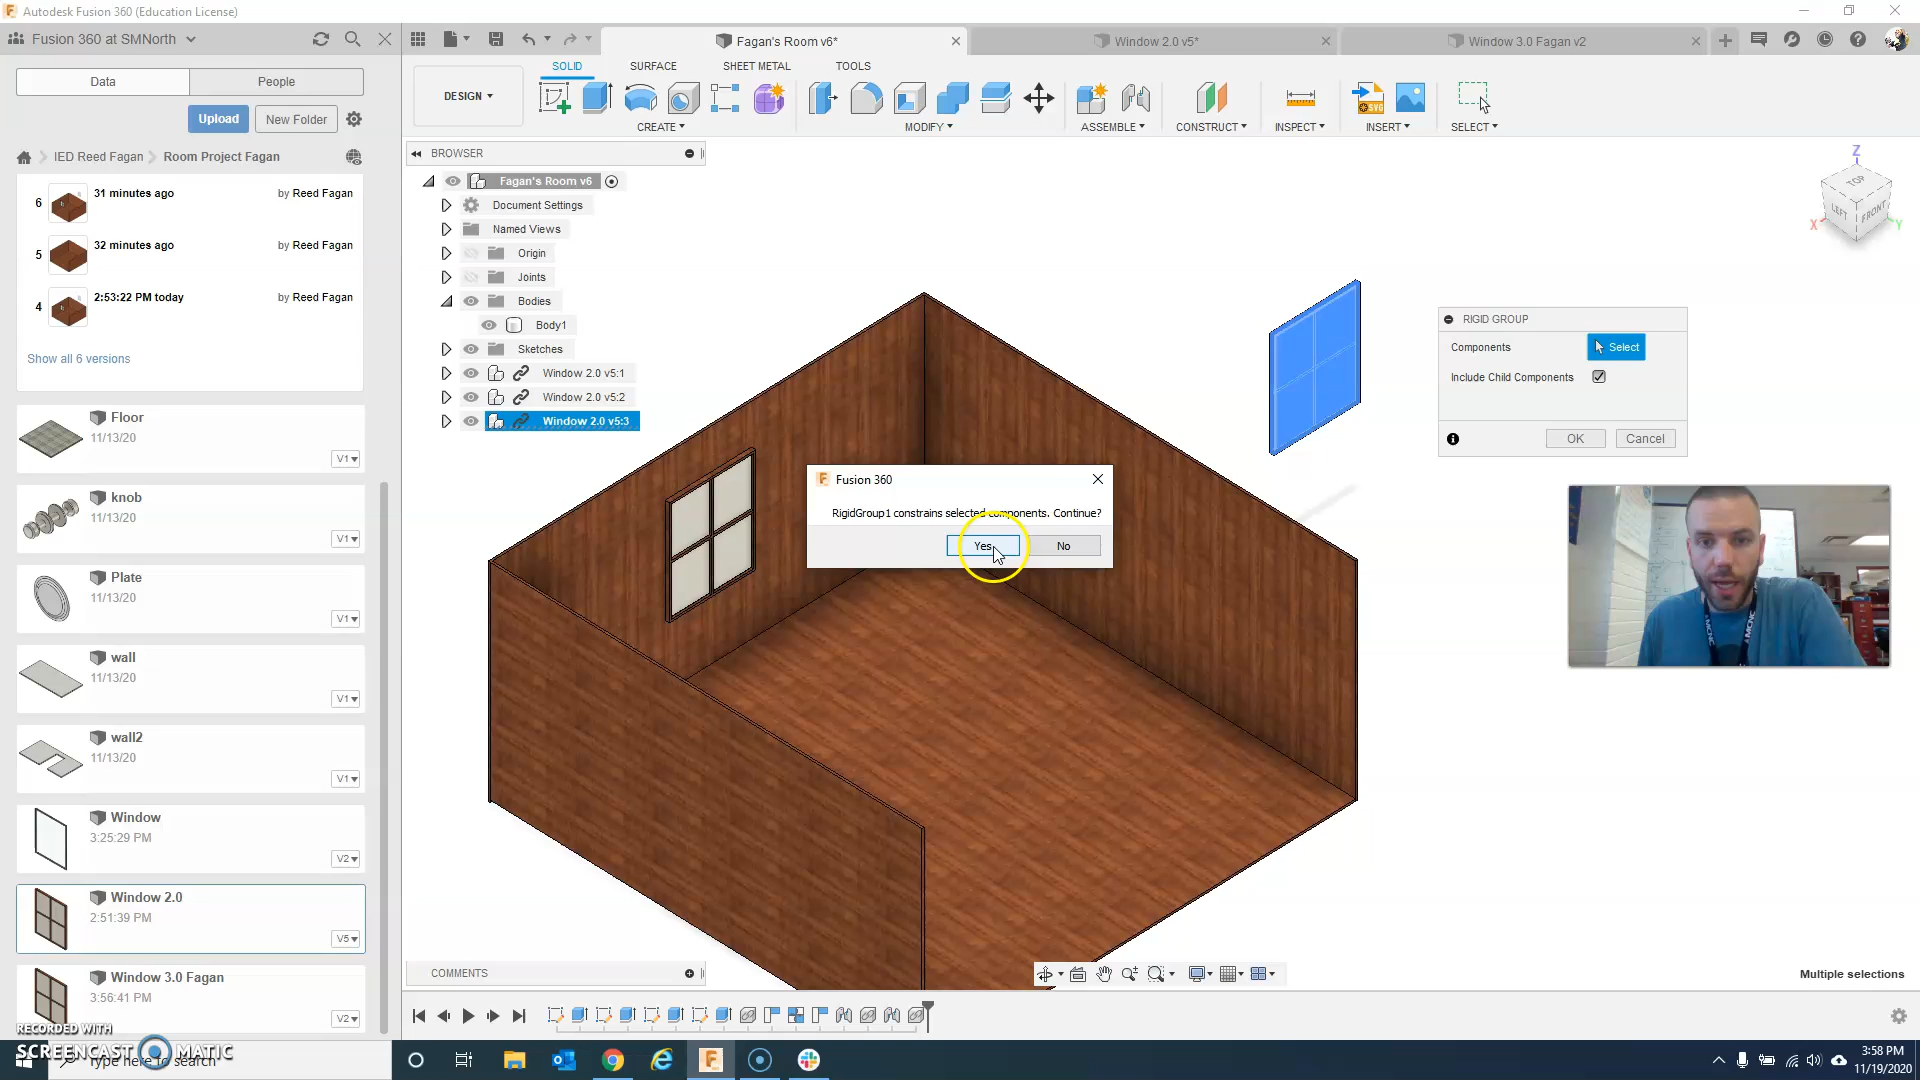 Autodesk Fusion 360 (Education License)
Fusion 360 at SMNorth
Fagan's Room v6*
Window 2.0 v5*
Window 3.0 Fagan v2
Data
People
Upload
New Folder
IED Reed Fagan
Room Project Fagan
6
31 minutes ago
by Reed Fagan
5
32 minutes ago
by Reed Fagan
4
2:53:22 PM today
by Reed Fagan
Show all 6 versions
Floor
11/13/20
V1
knob
11/13/20
V1
Plate
11/13/20
V1
wall
11/13/20
V1
wall2
11/13/20
V1
Window
3:25:29 PM
V2
Window 2.0
2:51:39 PM
V5
Window 3.0 Fagan
3:56:41 PM
V2
SOLID
SURFACE
SHEET METAL
TOOLS
DESIGN
CREATE
MODIFY
ASSEMBLE
CONSTRUCT
INSPECT
INSERT
SELECT
BROWSER
Fagan's Room v6
Document Settings
Named Views
Origin
Joints
Bodies
Body1
Sketches
Window 2.0 v5:1
Window 2.0 v5:2
Window 2.0 v5:3
Z
TOP
LEFT
FRONT
X
Y
RIGID GROUP
Components
Select
Include Child Components
OK
Cancel
Fusion 360
RigidGroup1 constrains selected components. Continue?
Yes
No
COMMENTS
Multiple selections
RECORDED WITH
SCREENCAST MATIC
Type here to search
3:58 PM
11/19/2020